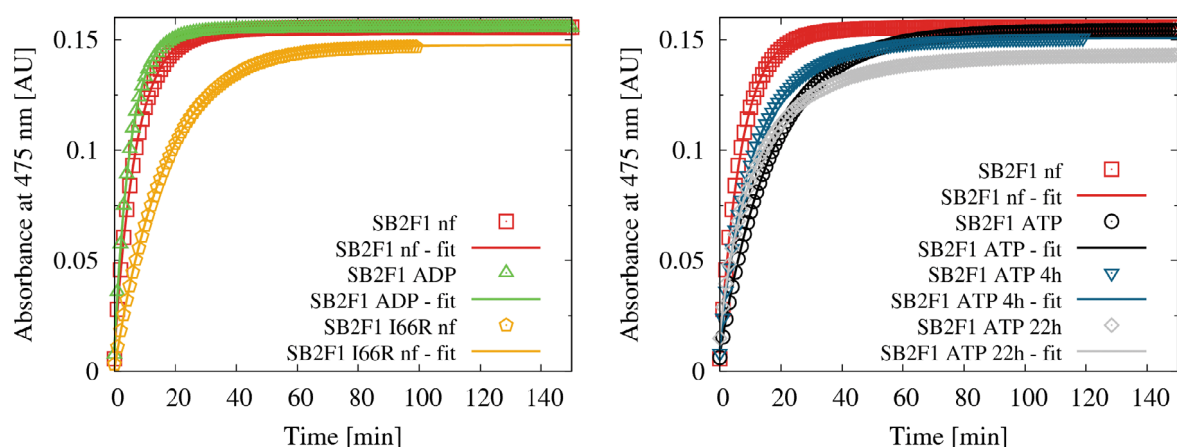 Absorbance at 475 nm [AU]
0.15
0.1
0.05
0
SB2F1 nf
SB2F1 nf - fit
SB2F1 ADP
SB2F1 ADP - fit
SB2F1 I66R nf
SB2F1 I66R nf - fit
0 20 40 60 80 100 120 140
Time [min]
Absorbance at 475 nm [AU]
0.15
0.1
0.05
0
SB2F1 nf
SB2F1 nf - fit
SB2F1 ATP
SB2F1 ATP - fit
SB2F1 ATP 4h
SB2F1 ATP 4h - fit
SB2F1 ATP 22h
SB2F1 ATP 22h - fit
0 20 40 60 80 100 120 140
Time [min]